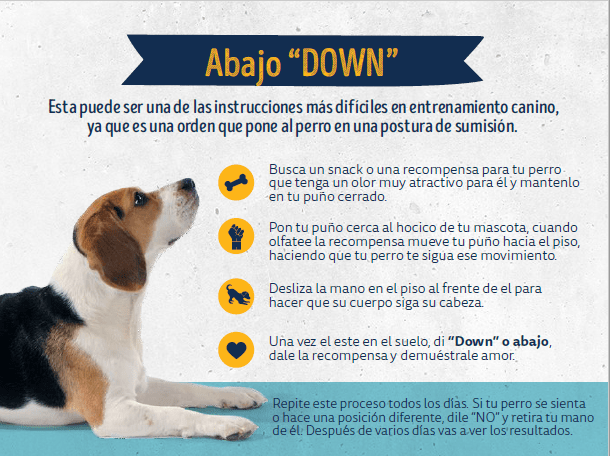 Abajo “DOWN”
Esta puede ser una de las instrucciones más difíciles en entrenamiento canino,
ya que es una orden que pone al perro en una postura de sumisión.
Busca un snack o una recompensa para tu perro
que tenga un olor muy atractivo para él y mantenlo
en tu puño cerrado.
Pon tu puño cerca al hocico de tu mascota, cuando
olfatee la recompensa mueve tu puño hacia el piso,
haciendo que tu perro te sigua ese movimiento.
Desliza la mano en el piso al frente de el para
hacer que su cuerpo siga su cabeza.
Una vez el este en el suelo, di “Down” o abajo,
dale la recompensa y demuéstrale amor.
Repite este proceso todos los días. Si tu perro se sienta
o hace una posición diferente, dile “NO” y retira tu mano
de él. Después de varios días vas a ver los resultados.